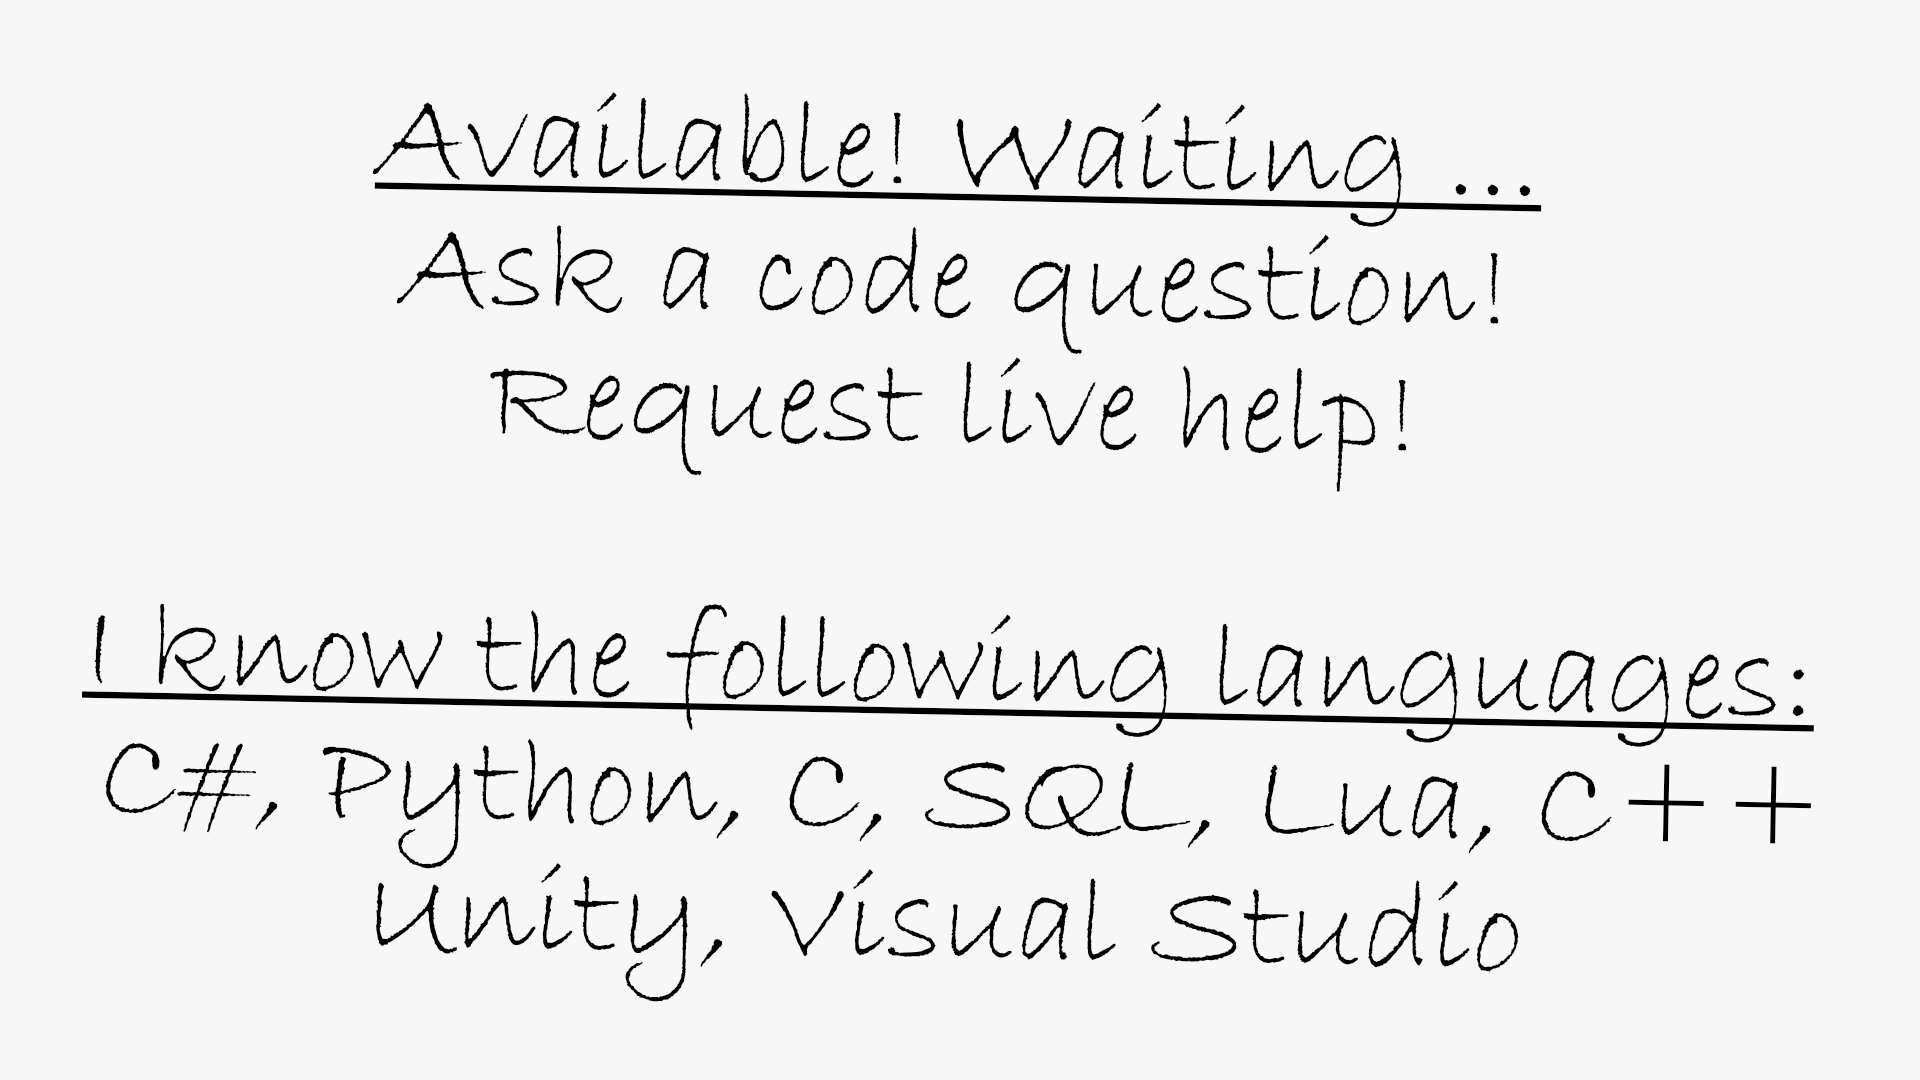 Available! Waiting ...
Ask a code question!
Request live help!
I know the following languages:
C#, Python, C, SQL, Lua, C++
Unity, Visual Studio